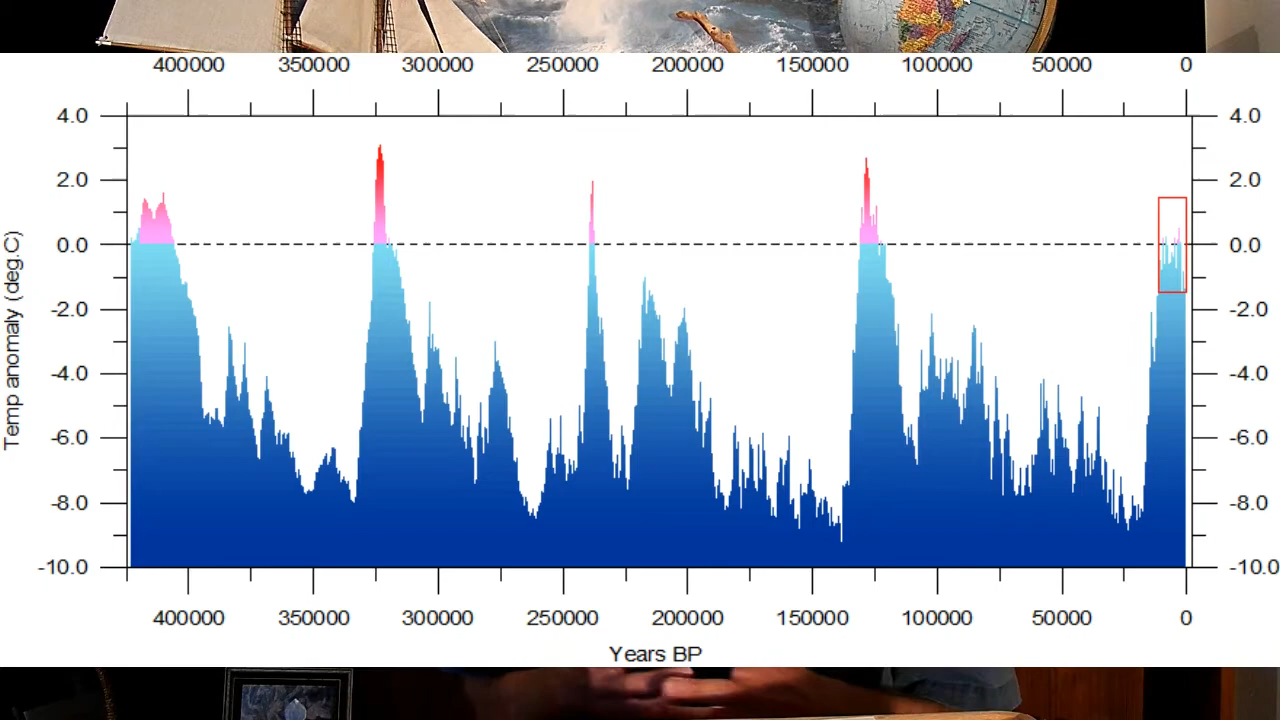 400000 350000 300000 250000 200000 150000 100000 50000 0
4.0 4.0
2.0 2.0
0.0 0.0
-2.0 -2.0
-4.0 -4.0
-6.0 -6.0
-8.0 -8.0
-10.0 -10.0
Temp anomaly (deg.C)
400000 350000 300000 250000 200000 150000 100000 50000 0
Years BP